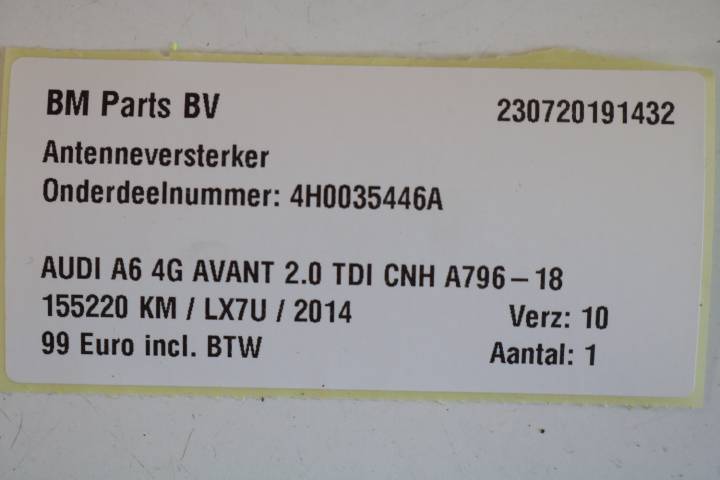 BM Parts BV 230720191432
Antenneversterker
Onderdeelnummer: 4H0035446A
AUDI A6 4G AVANT 2.0 TDI CNH A796-18
155220 KM / LX7U / 2014 Verz: 10
99 Euro incl. BTW Aantal: 1